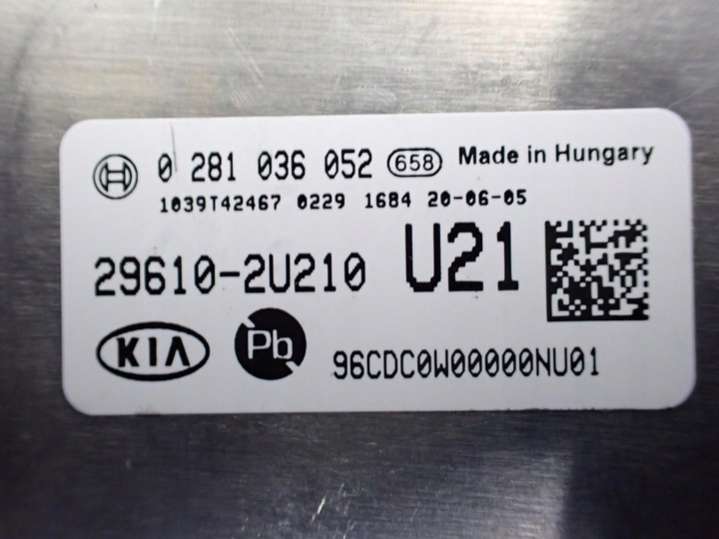 0 281 036 052 658 Made in Hungary
1039T42467 0229 1684 20-06-05
29610-2U210 U21
KIA Pb 96CDC0W00000NU01